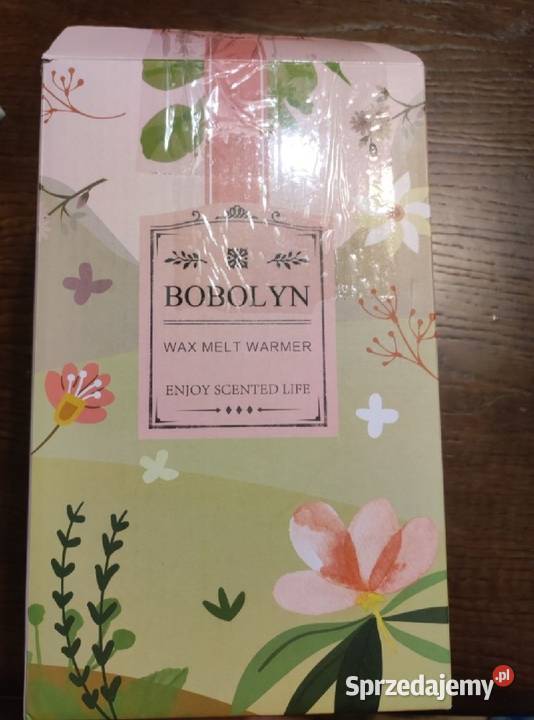 BOBOLYN
WAX MELT WARMER
ENJOY SCENTED LIFE
Sprzedajemy.pl